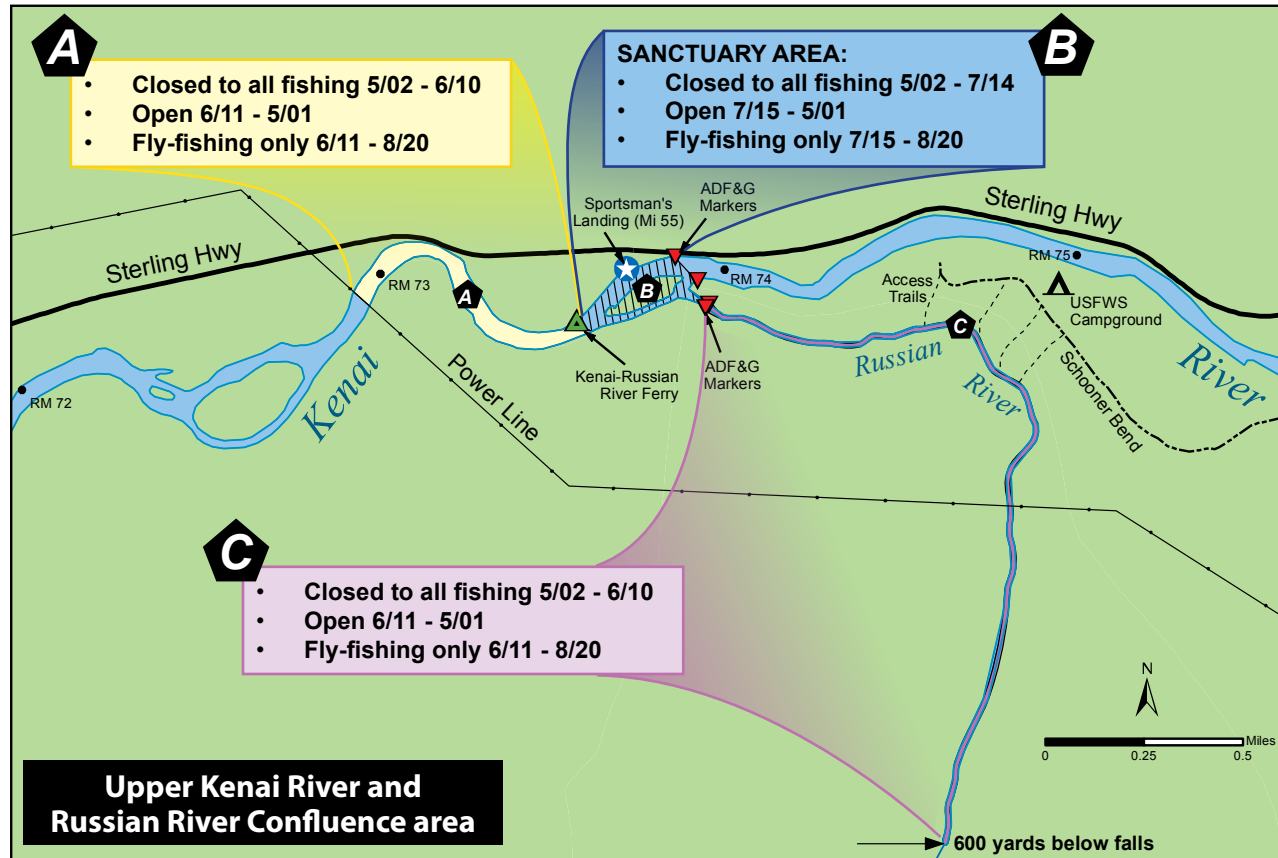 A
• Closed to all fishing 5/02 - 6/10
• Open 6/11 - 5/01
• Fly-fishing only 6/11 - 8/20
B
SANCTUARY AREA:
• Closed to all fishing 5/02 - 7/14
• Open 7/15 - 5/01
• Fly-fishing only 7/15 - 8/20
Sportsman's
Landing (Mi 55)
ADF&G
Markers
Sterling Hwy
Sterling Hwy
RM 73
A
B
RM 74
RM 75
Access
Trails
USFWS
Campground
C
Kenai-Russian
River Ferry
ADF&G
Markers
Russian
River
River
Schooner Bend
RM 72
Kenai
Power Line
C
• Closed to all fishing 5/02 - 6/10
• Open 6/11 - 5/01
• Fly-fishing only 6/11 - 8/20
N
Miles
0 0.25 0.5
Upper Kenai River and
Russian River Confluence area
600 yards below falls